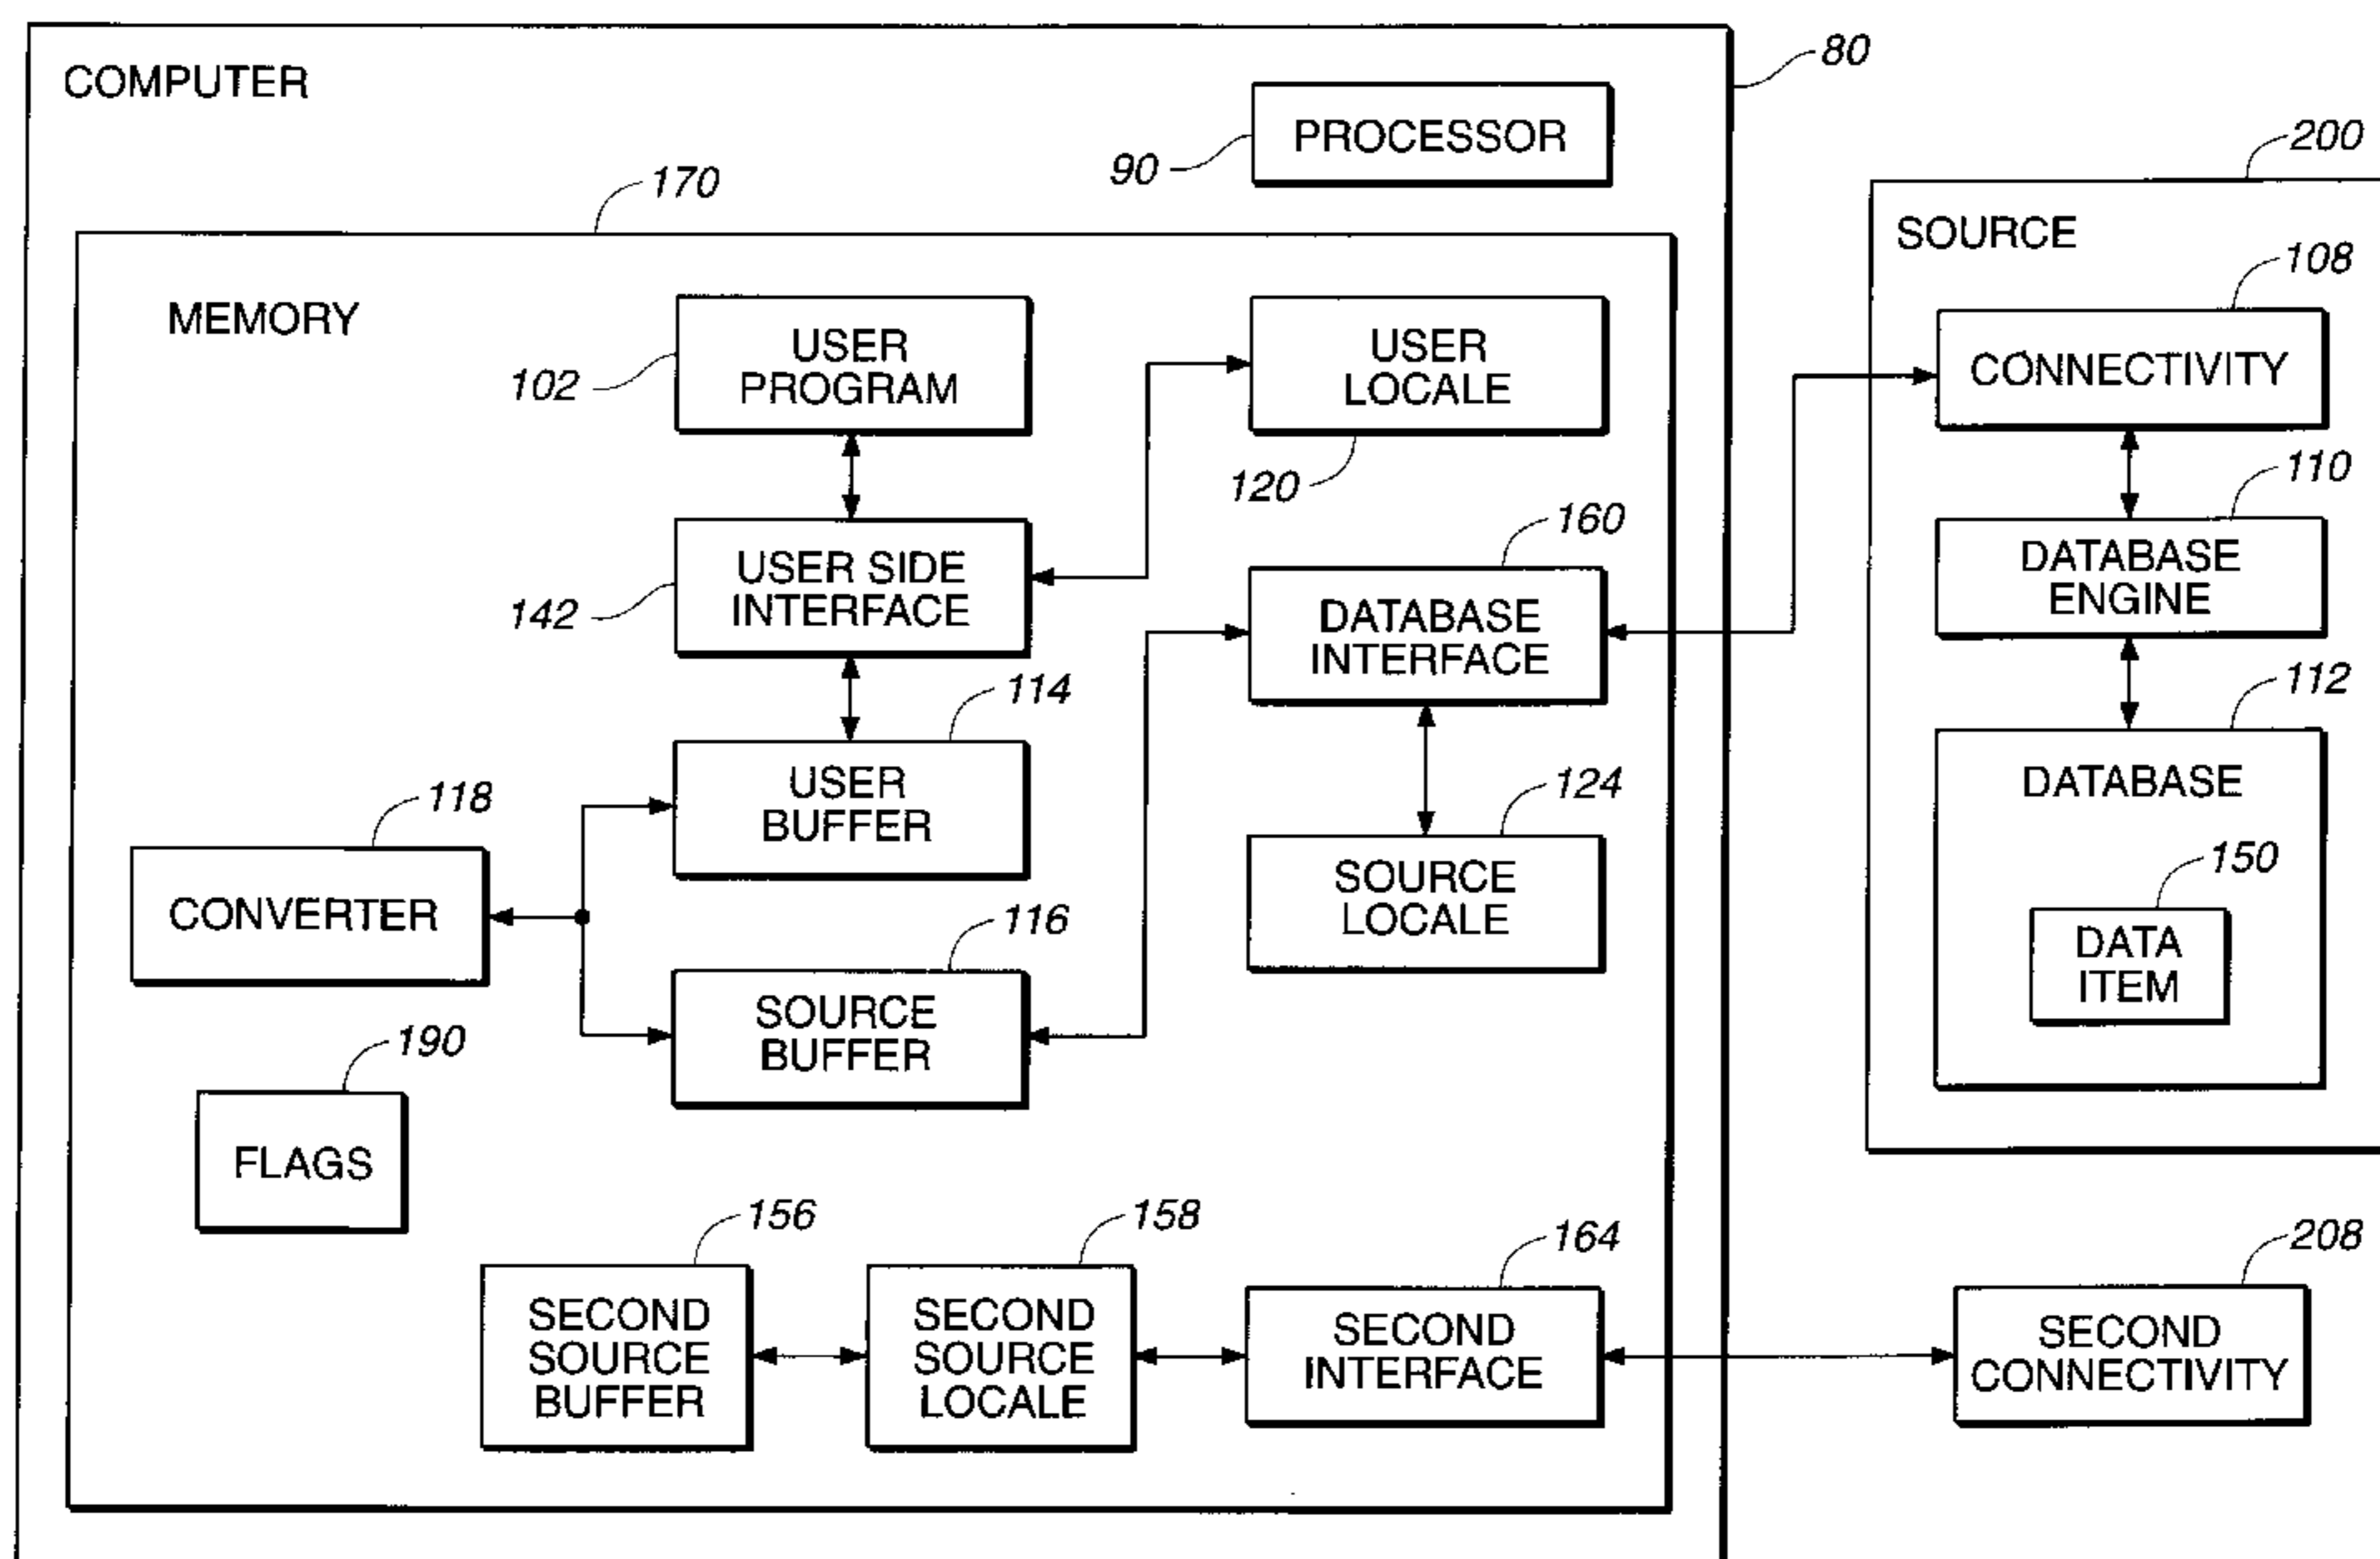 COMPUTER
80
PROCESSOR
90
200
SOURCE
170
MEMORY
108
USER
PROGRAM
102
USER
LOCALE
120
CONNECTIVITY
110
USER SIDE
INTERFACE
142
160
DATABASE
INTERFACE
DATABASE
ENGINE
112
114
USER
BUFFER
124
SOURCE
LOCALE
DATABASE
150
DATA
ITEM
118
CONVERTER
116
SOURCE
BUFFER
190
FLAGS
156
SECOND
SOURCE
BUFFER
158
SECOND
SOURCE
LOCALE
164
SECOND
INTERFACE
208
SECOND
CONNECTIVITY